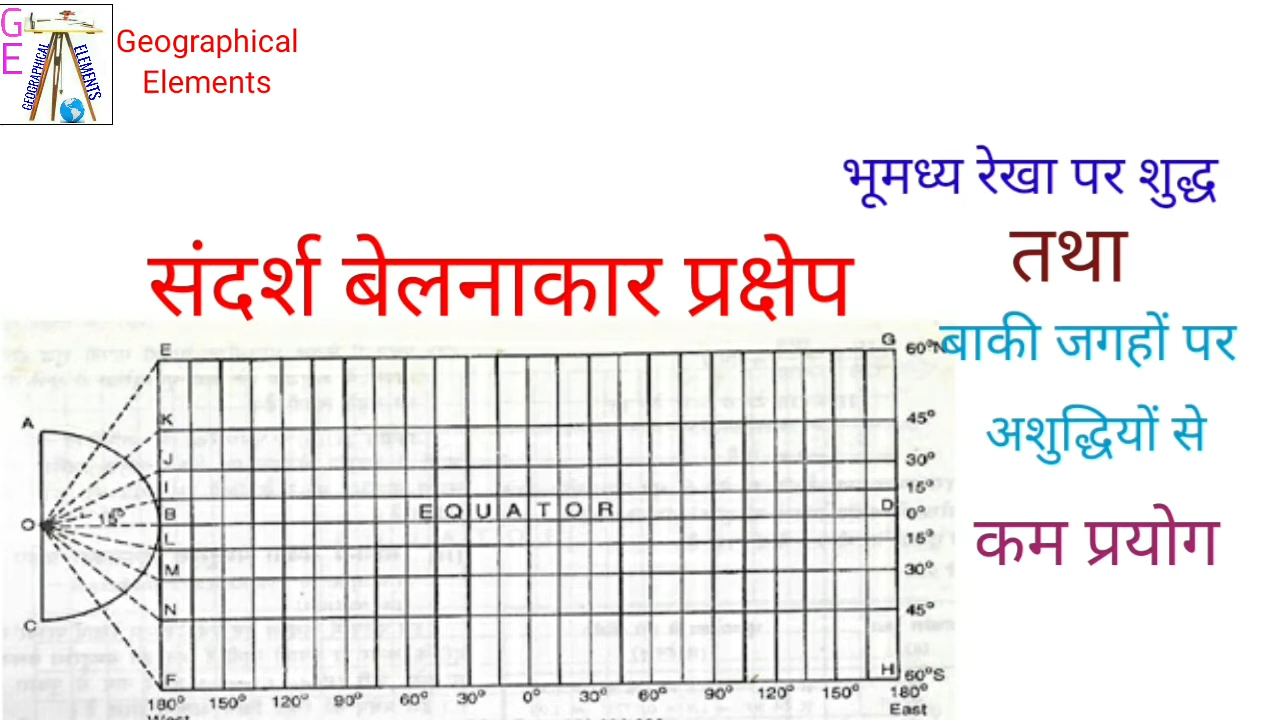 G
E
GEOGRAPHICAL
ELEMENTS
Geographical
Elements
भूमध्य रेखा पर शुद्ध
तथा
संदर्श बेलनाकार प्रक्षेप
बाकी जगहों पर
अशुद्धियों से
कम प्रयोग
E G 60°N
A K 45°
J 30°
I 15°
O 15° B EQUATOR D 0°
L 15°
M 30°
C N 45°
F H 60°S
180° 150° 120° 90° 60° 30° 0° 30° 60° 90° 120° 150° 180°
West East